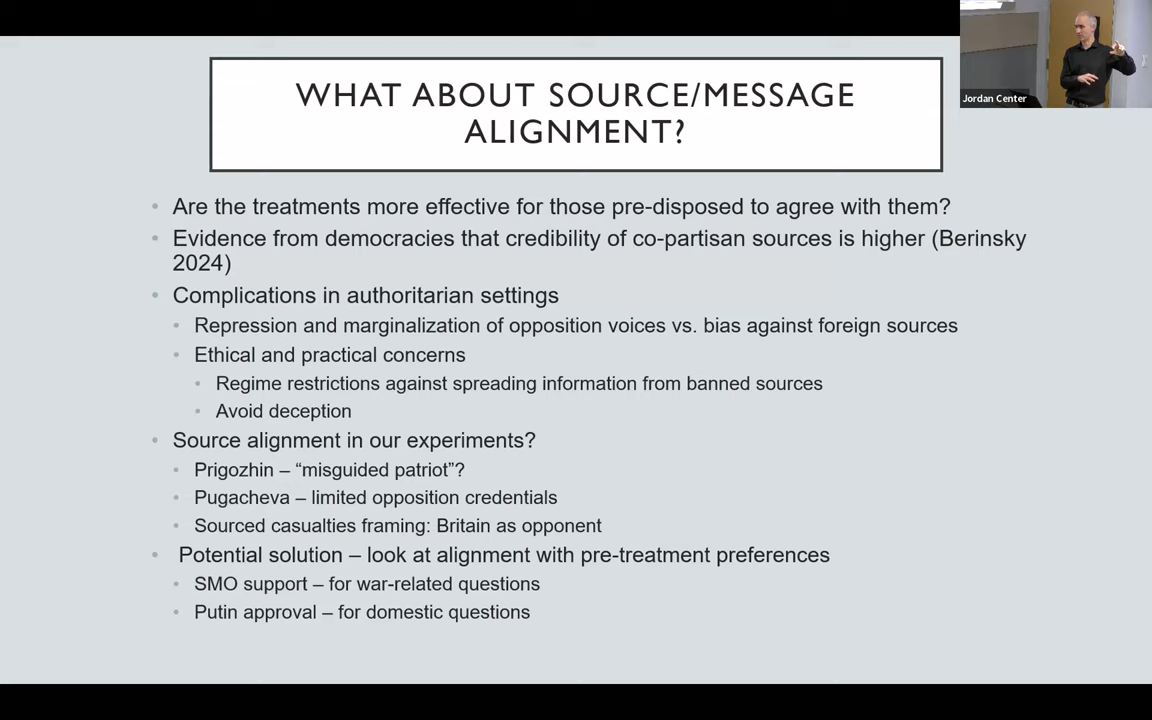 WHAT ABOUT SOURCE/MESSAGE
ALIGNMENT?
Jordan Center
• Are the treatments more effective for those pre-disposed to agree with them?
• Evidence from democracies that credibility of co-partisan sources is higher (Berinsky
2024)
• Complications in authoritarian settings
• Repression and marginalization of opposition voices vs. bias against foreign sources
• Ethical and practical concerns
• Regime restrictions against spreading information from banned sources
• Avoid deception
• Source alignment in our experiments?
• Prigozhin – “misguided patriot”?
• Pugacheva – limited opposition credentials
• Sourced casualties framing: Britain as opponent
• Potential solution – look at alignment with pre-treatment preferences
• SMO support – for war-related questions
• Putin approval – for domestic questions